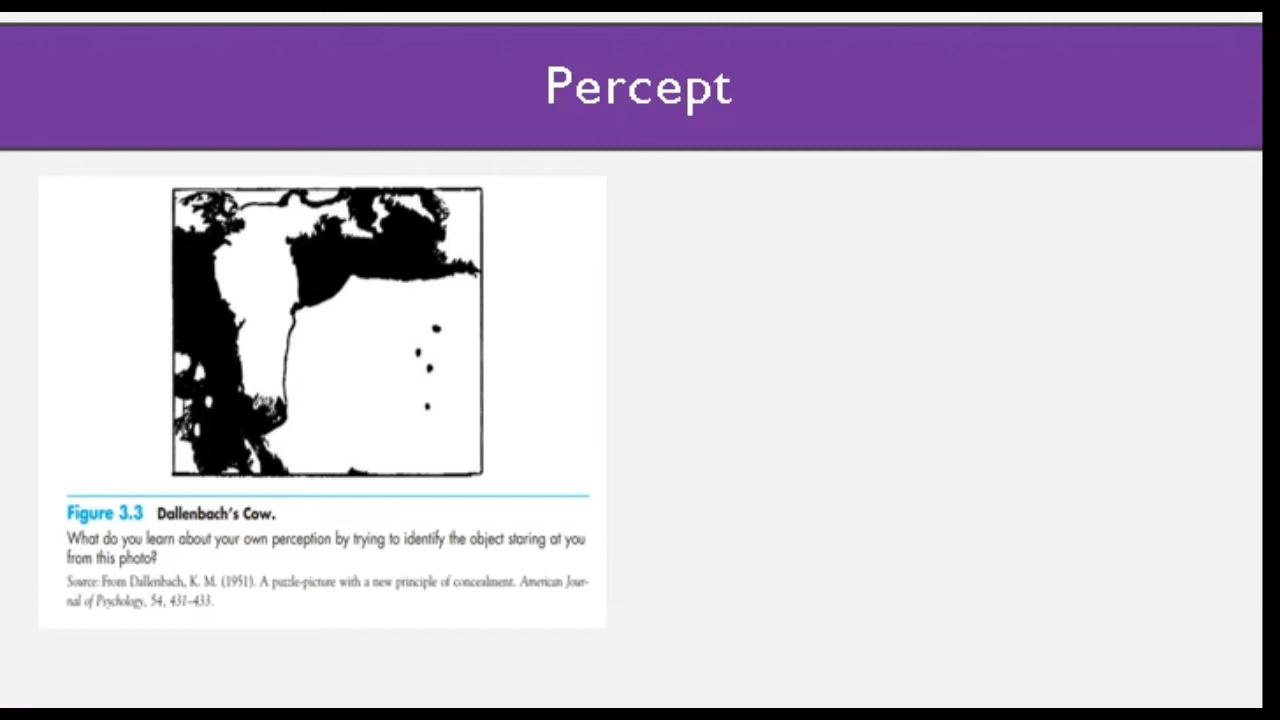 Percept
Figure 3.3 Dallenbach's Cow.
What do you learn about your own perception by trying to identify the object staring at you
from this photo?
Source: From Dallenbach, K. M. (1951). A puzzle-picture with a new principle of concealment. American Jour-
nal of Psychology, 54, 431–433.